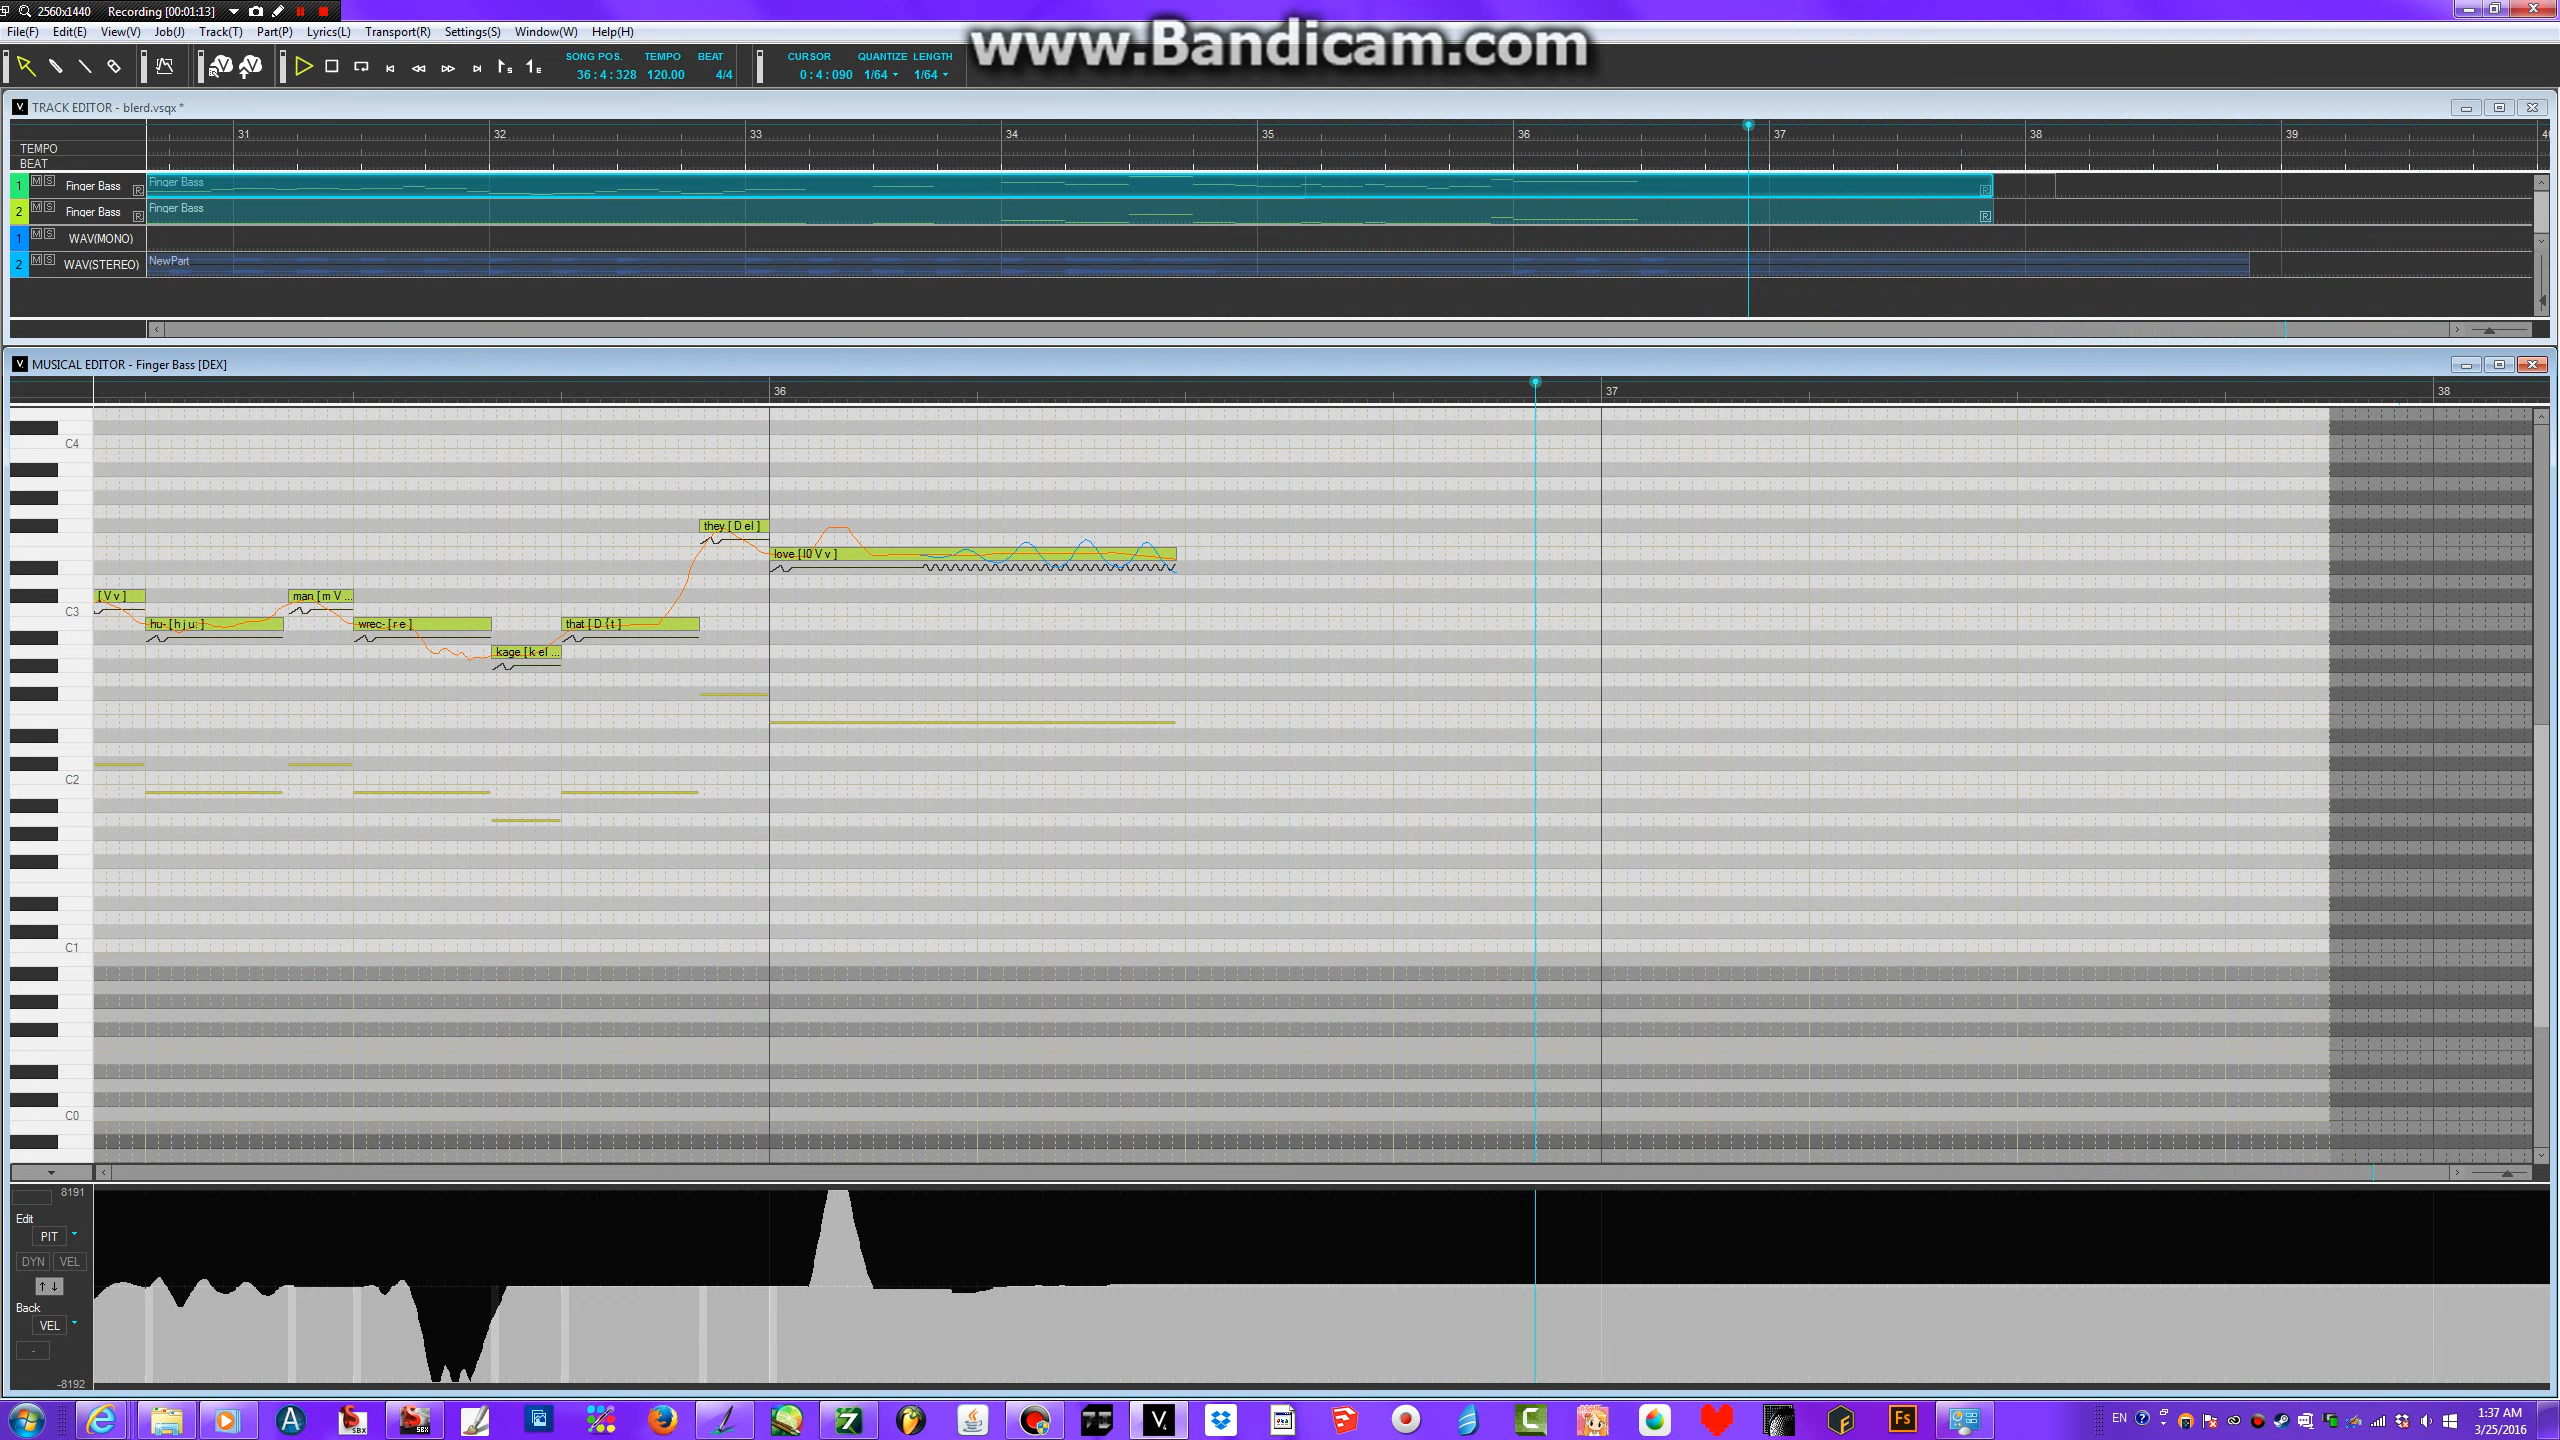 2560x1440 Recording [00:01:13]
www.Bandicam.com
File(F) Edit(E) View(V) Job(J) Track(T) Part(P) Lyrics(L) Transport(R) Settings(S) Window(W) Help(H)
SONG POS. TEMPO BEAT CURSOR QUANTIZE LENGTH
36 : 4 : 328 120.00 4/4 0 : 4 : 090 1/64 1/64
TRACK EDITOR - blerd.vsqx *
31 32 33 34 35 36 37 38 39
TEMPO
BEAT
1 M S Finger Bass R Finger Bass R
2 M S Finger Bass R Finger Bass R
1 M S WAV(MONO)
2 M S WAV(STEREO) NewPart
MUSICAL EDITOR - Finger Bass [DEX]
36 37 38
C4
they [ D eI ]
love [ l0 V v ]
[ V v ] man [ m V ...
C3
hu- [ h j u: ] wrec- [ r e ] that [ D { t ]
kage [ k eI ...
C2
C1
C0
8191
Edit
PIT
DYN VEL
Back
VEL
-
-8192
EN 1:37 AM
3/25/2016